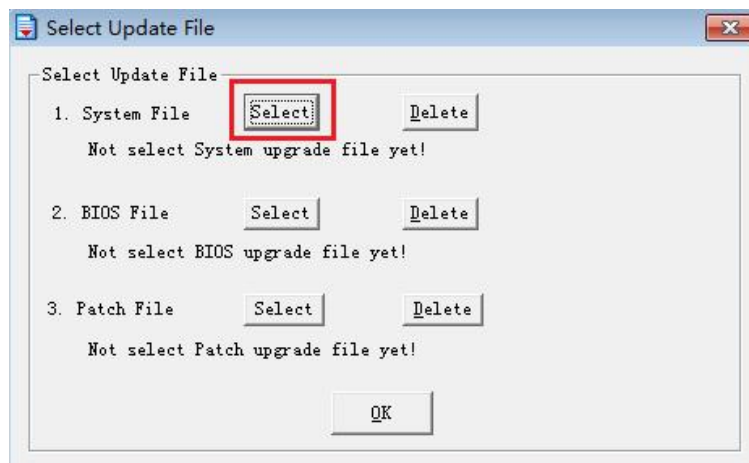 Select Update File
Select Update File
1. System File Select Delete
Not select System upgrade file yet!
2. BIOS File Select Delete
Not select BIOS upgrade file yet!
3. Patch File Select Delete
Not select Patch upgrade file yet!
OK